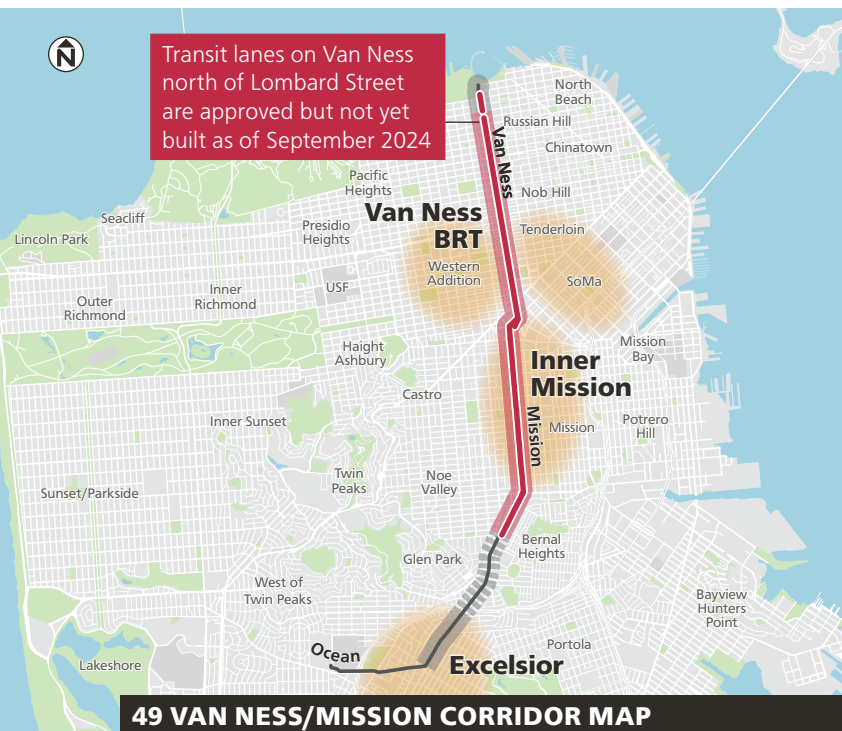 N
Transit lanes on Van Ness
north of Lombard Street
are approved but not yet
built as of September 2024
North
Beach
Russian Hill
Chinatown
Van Ness
Pacific
Heights
Nob Hill
Seacliff
Van Ness
BRT
Presidio
Heights
Tenderloin
Lincoln Park
Western
Addition
SoMa
USF
Inner
Richmond
Outer
Richmond
Mission
Bay
Haight
Ashbury
Inner
Mission
Castro
Mission
Mission
Potrero
Hill
Inner Sunset
Twin
Peaks
Noe
Valley
Sunset/Parkside
Bernal
Heights
Glen Park
West of
Twin Peaks
Bayview
Hunters
Point
Portola
Ocean
Lakeshore
Excelsior
49 VAN NESS/MISSION CORRIDOR MAP